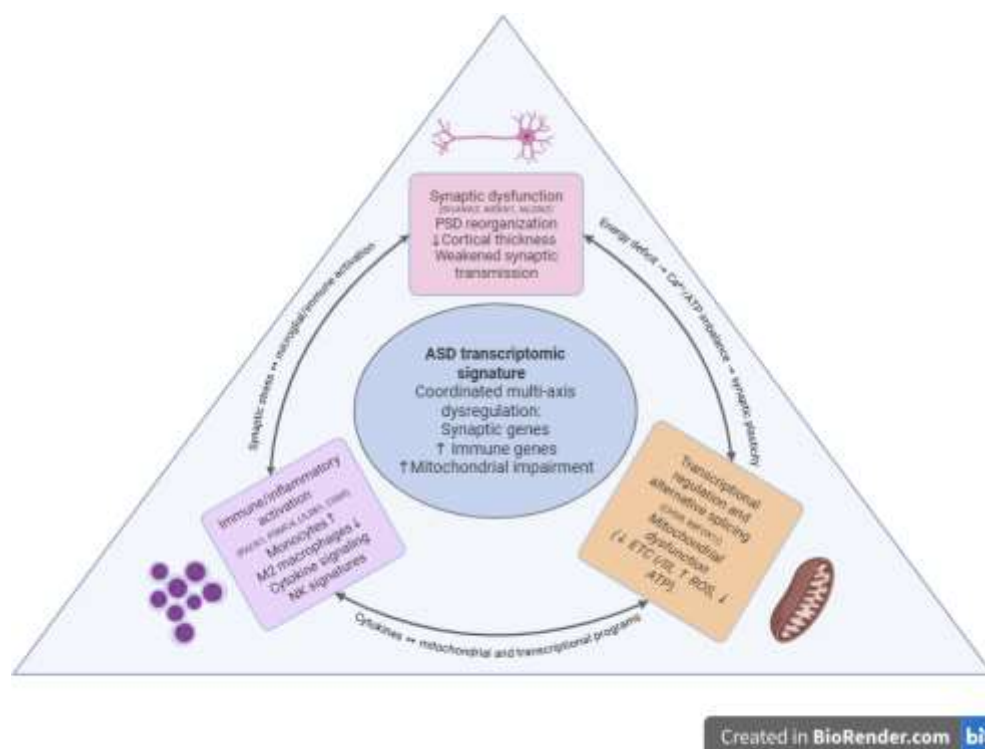 Synaptic dysfunction
PSD reorganization
↓Cortical thickness
Weakened synaptic
transmission
Synaptic stress ↔ microglial/immune activation
Energy deficit → Ca²⁺/ATP imbalance → synaptic plasticity
ASD transcriptomic
signature
Coordinated multi-axis
dysregulation:
Synaptic genes
↑ Immune genes
↑Mitochondrial impairment
Immune/inflammatory
activation
Monocytes↑
M2 macrophages↓
Cytokine signaling
NK signatures
Transcriptional
regulation and
alternative splicing
Mitochondrial
dysfunction
(↓ ETC I/III, ↑ ROS, ↓
ATP)
Cytokines ↔ mitochondrial and transcriptional programs
Created in BioRender.com bio